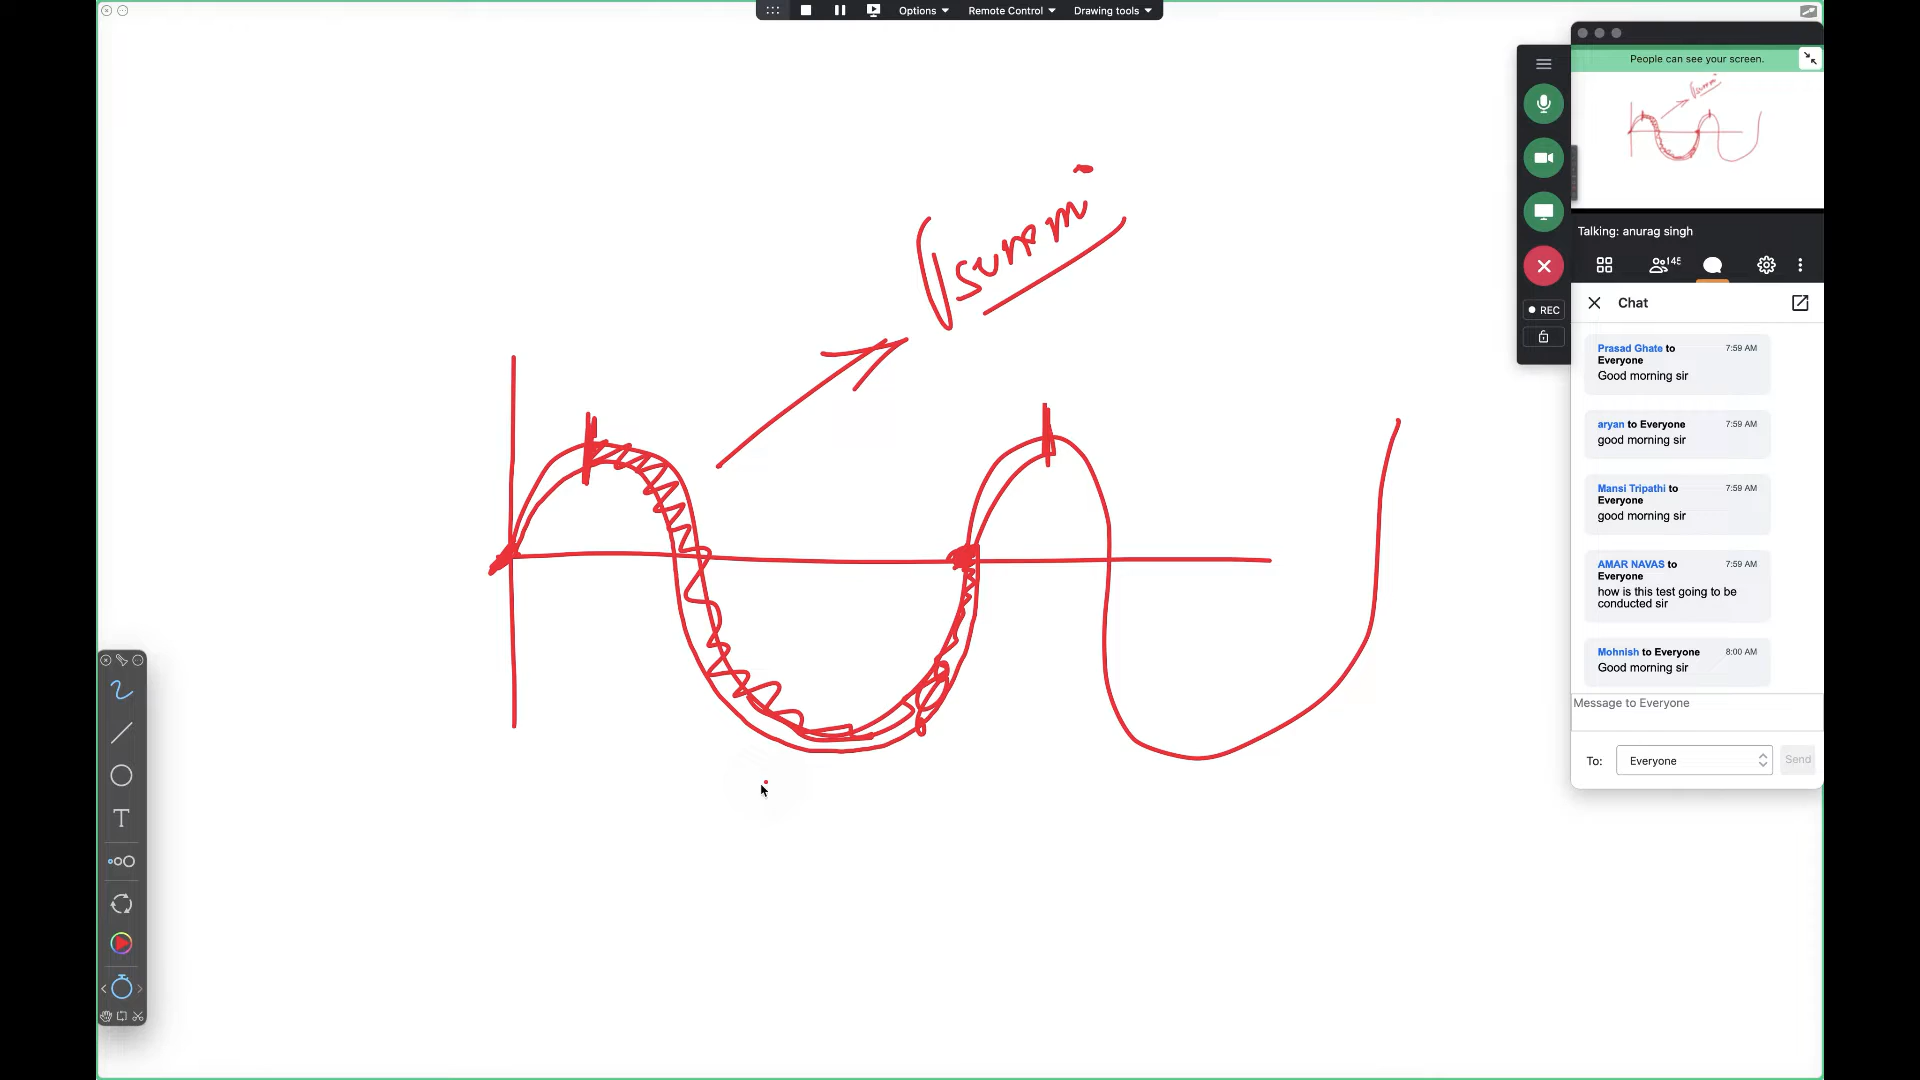 Options
Remote Control
Drawing tools
People can see your screen.
Talking: anurag singh
145
REC
Chat
Prasad Ghate to Everyone 7:59 AM
Good morning sir
aryan to Everyone 7:59 AM
good morning sir
Mansi Tripathi to Everyone 7:59 AM
good morning sir
AMAR NAVAS to Everyone 7:59 AM
how is this test going to be
conducted sir
Mohnish to Everyone 8:00 AM
Good morning sir
Message to Everyone
To: Everyone Send
T